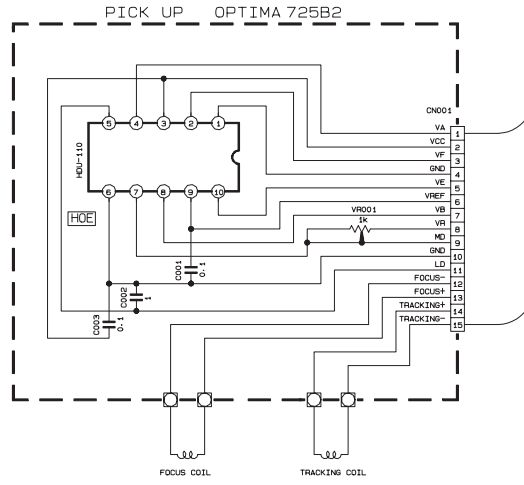 PICK UP OPTIMA 725B2
CN001
5 4 3 2 1
HDU-110
6 7 8 9 10
HOE
VA 1
VCC 2
VF 3
GND 4
VE 5
VREF 6
VB 7
VR 8
MD 9
GND 10
LD 11
FOCUS- 12
FOCUS+ 13
TRACKING+ 14
TRACKING- 15
VR001
1k
C001
0.1
C002
1
C003
0.1
FOCUS COIL
TRACKING COIL